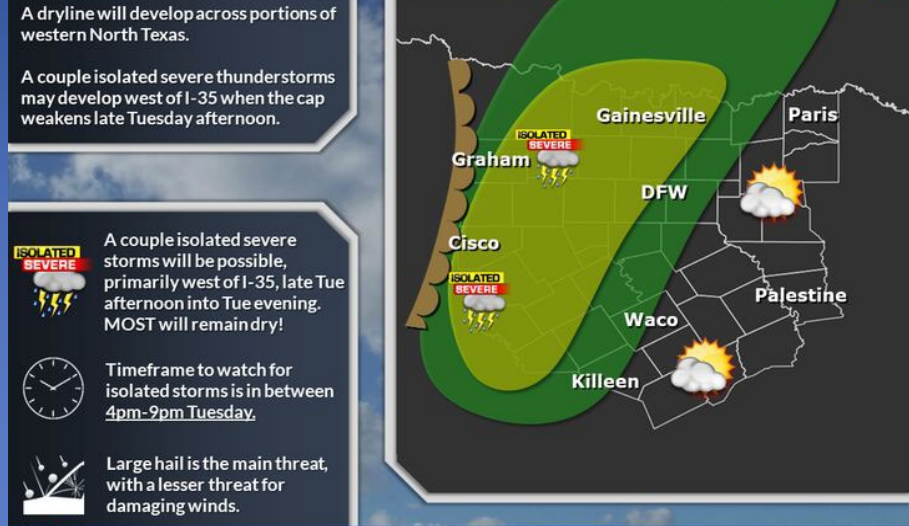 A dryline will develop across portions of
western North Texas.
A couple isolated severe thunderstorms
may develop west of I-35 when the cap
weakens late Tuesday afternoon.
ISOLATED
SEVERE
A couple isolated severe
storms will be possible,
primarily west of I-35, late Tue
afternoon into Tue evening.
MOST will remain dry!
Timeframe to watch for
isolated storms is in between
4pm-9pm Tuesday.
Large hail is the main threat,
with a lesser threat for
damaging winds.
Gainesville
Paris
ISOLATED
SEVERE
Graham
DFW
Cisco
ISOLATED
SEVERE
Palestine
Waco
Killeen